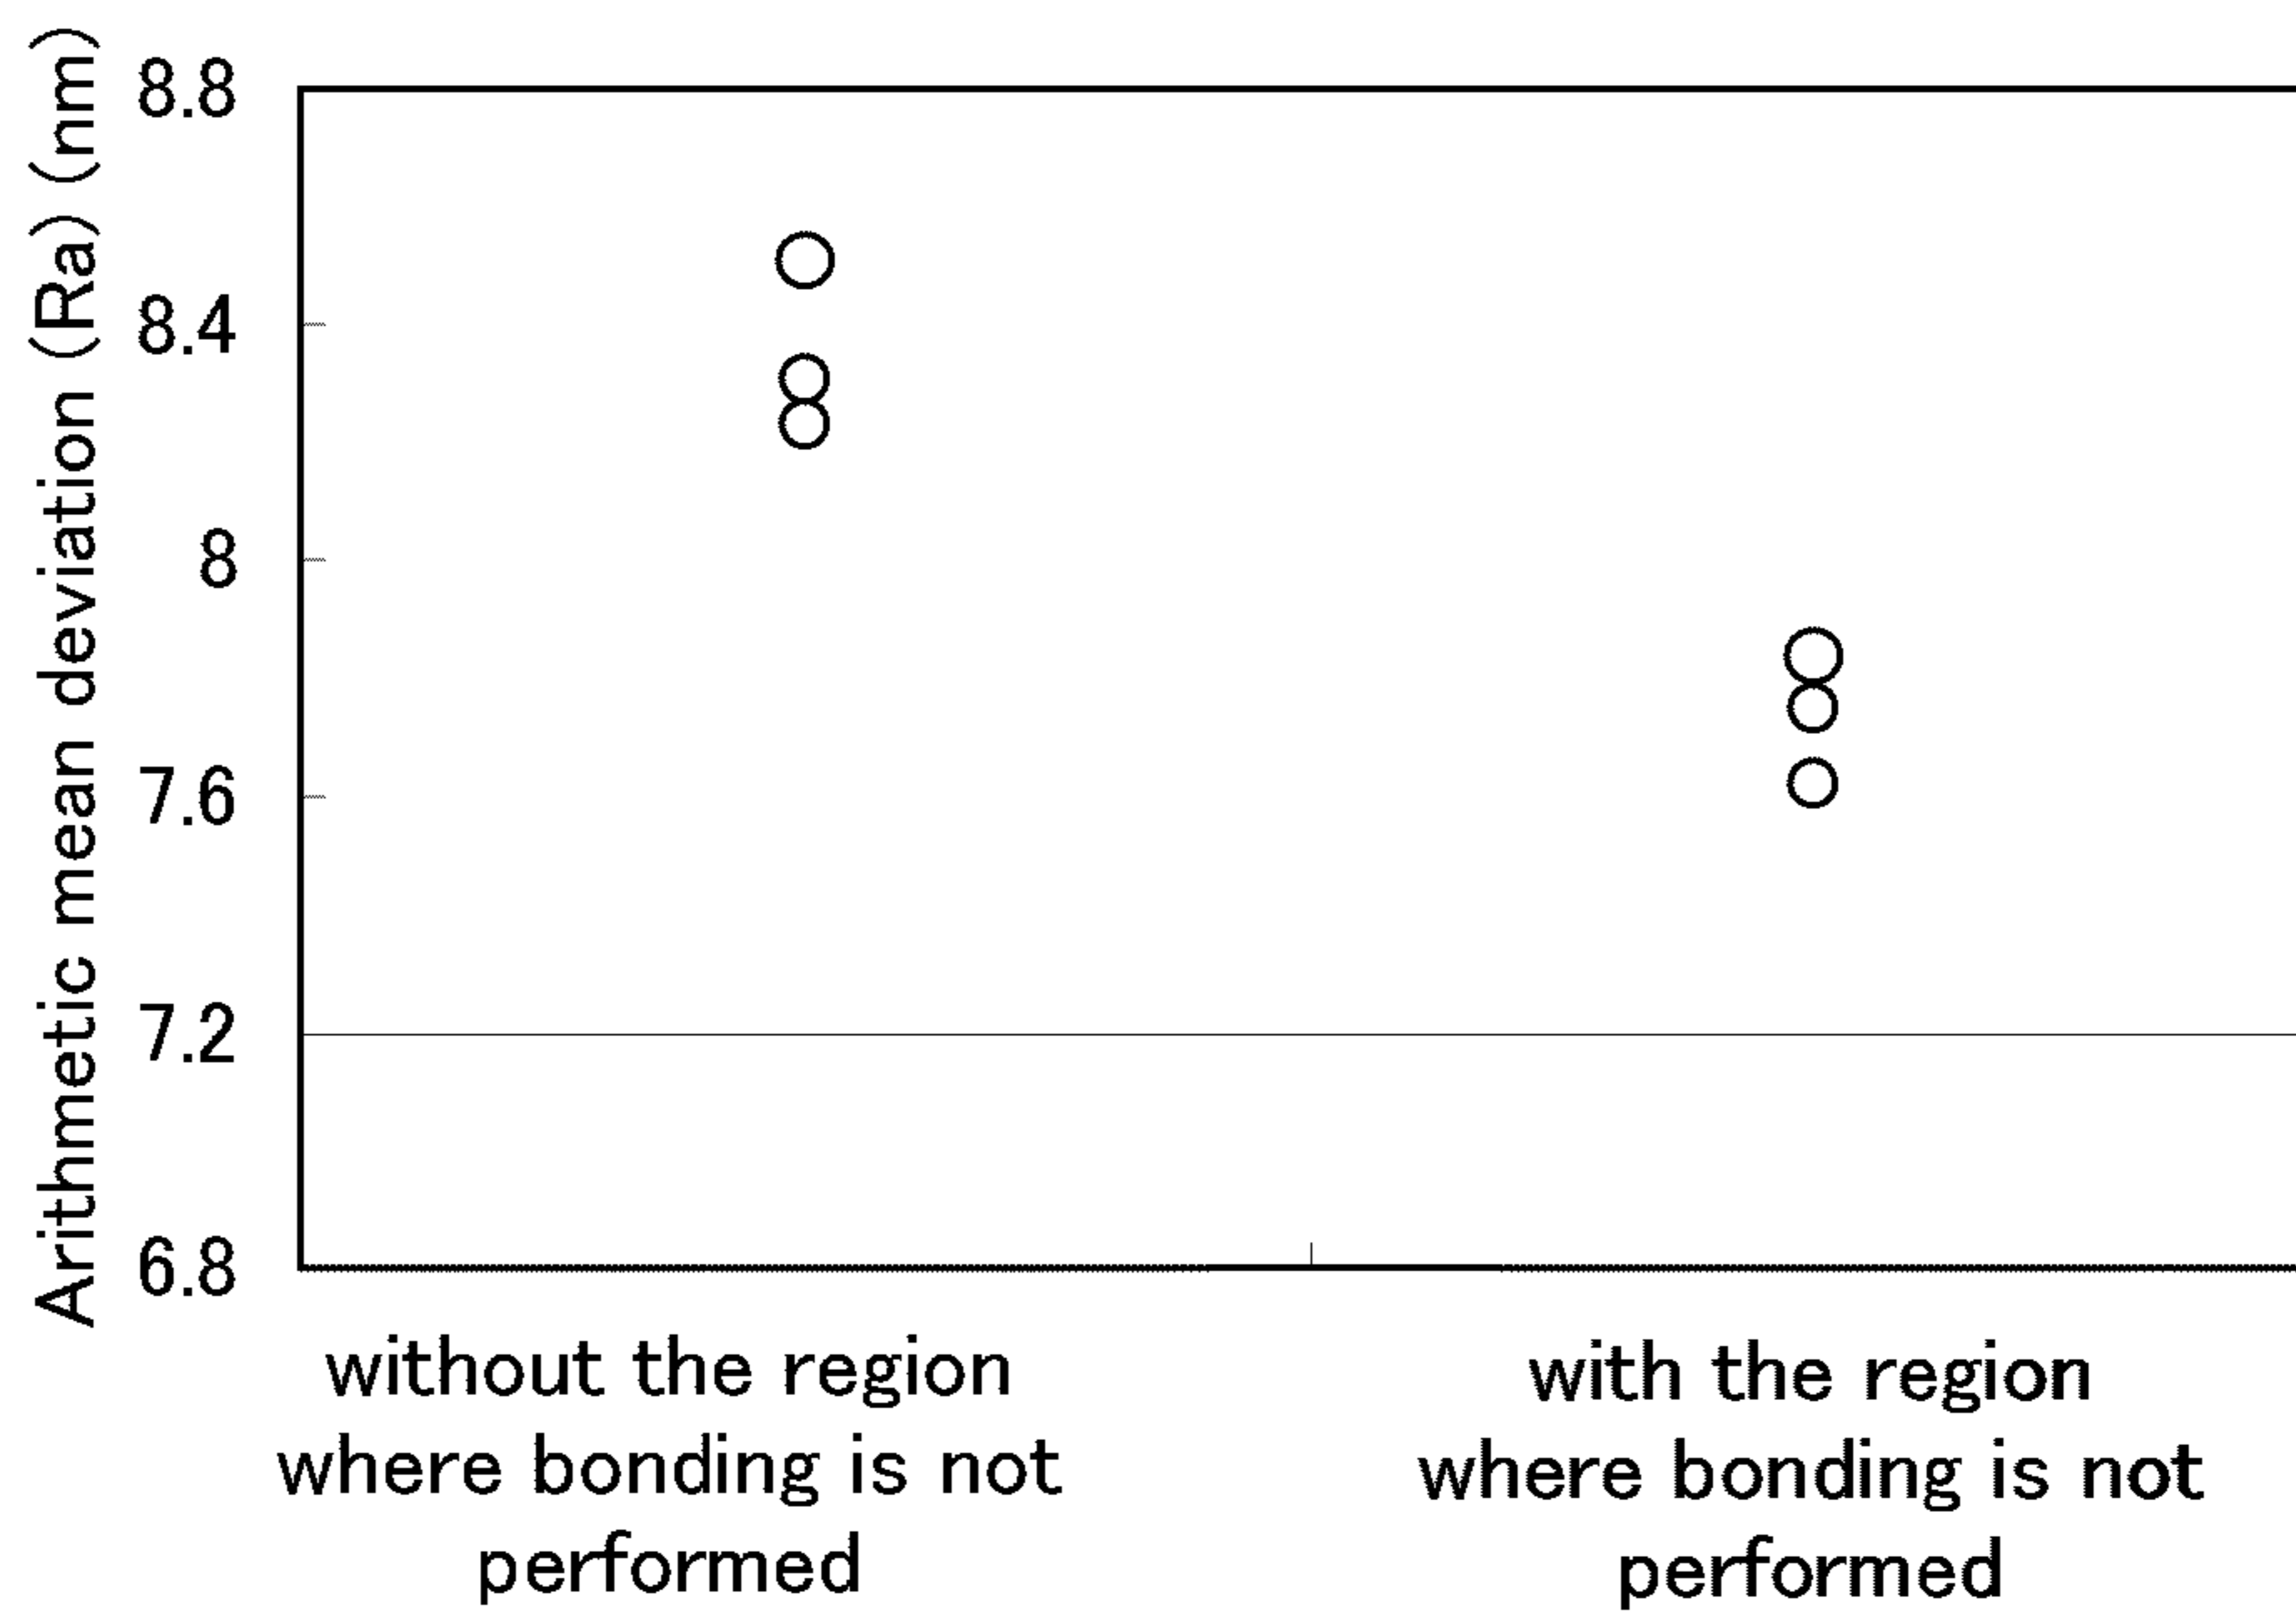 Arithmetic mean deviation (Ra) (nm)
8.8
8.4
8
7.6
7.2
6.8
without the region
where bonding is not
performed
with the region
where bonding is not
performed